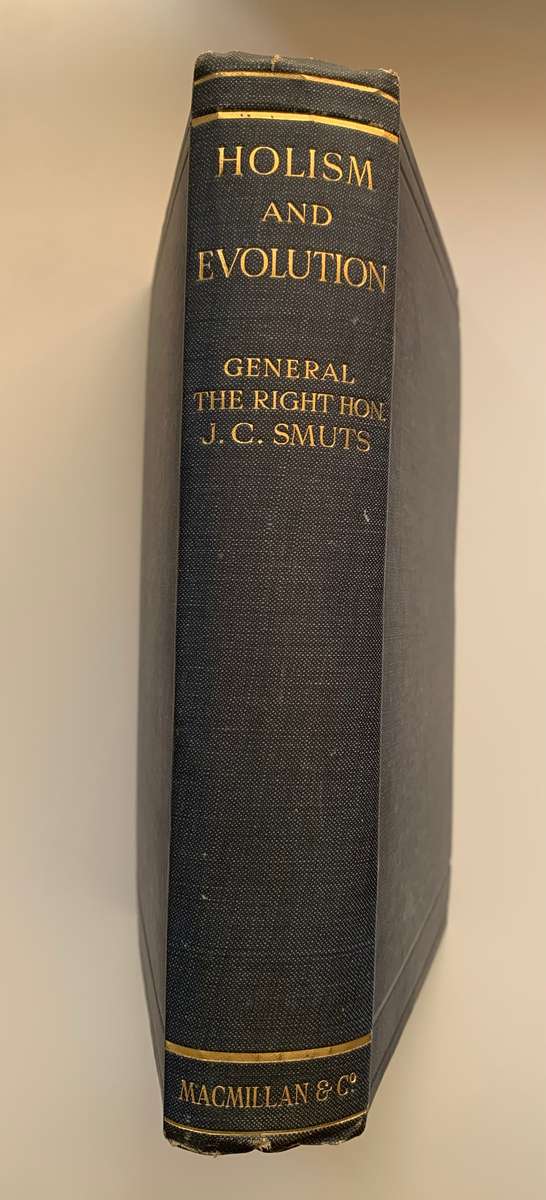 HOLISM
AND
EVOLUTION
GENERAL
THE RIGHT HON.
J. C. SMUTS
MACMILLAN & Cº